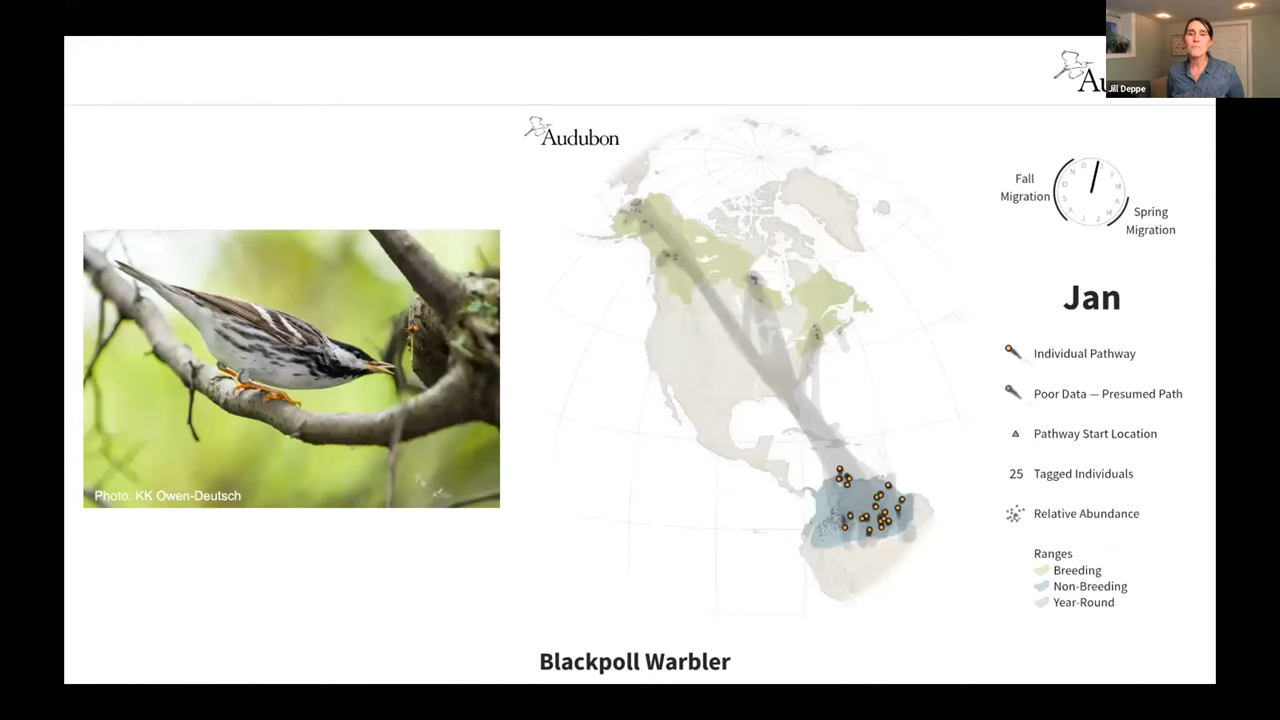 Au
Jill Deppe
Audubon
Fall
Migration
Spring
Migration
Jan
Individual Pathway
Poor Data — Presumed Path
Pathway Start Location
25 Tagged Individuals
Relative Abundance
Ranges
Breeding
Non-Breeding
Year-Round
Photo: KK Owen-Deutsch
Blackpoll Warbler